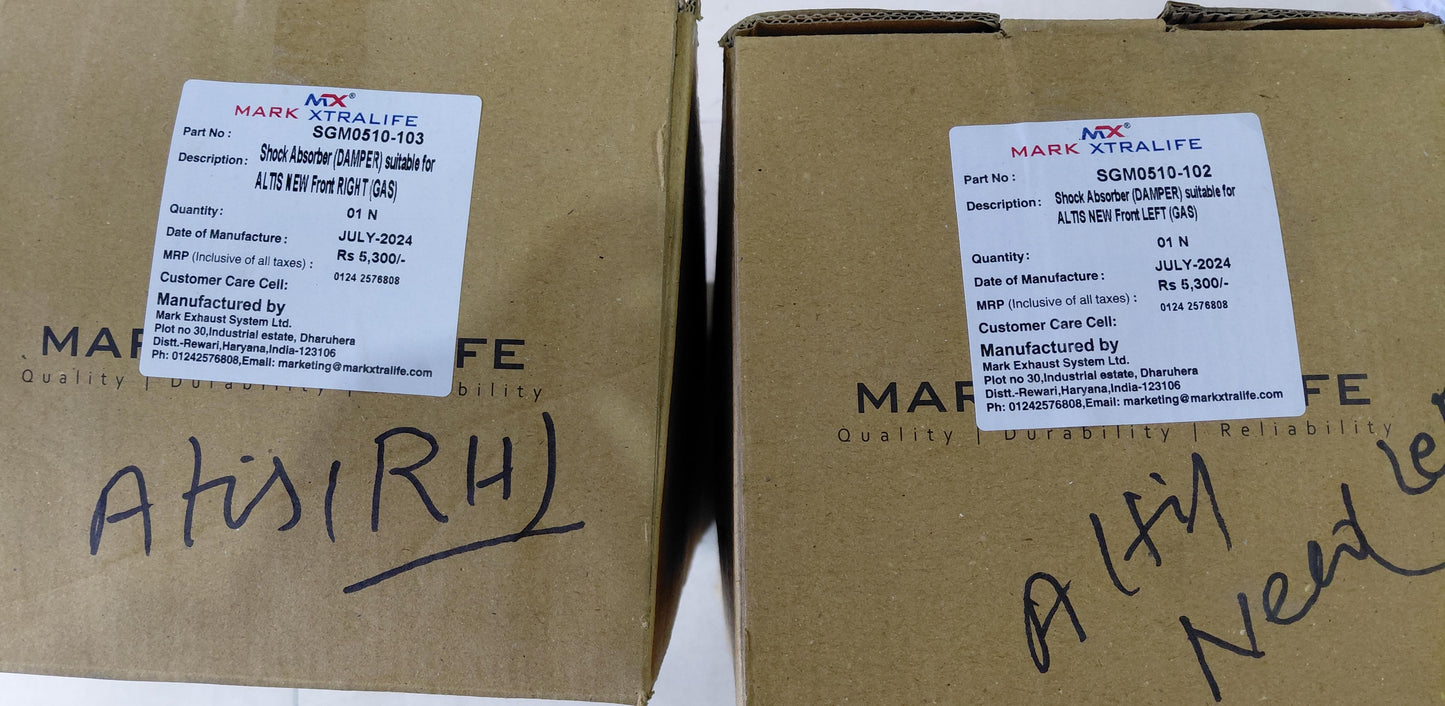 MX®
MARK XTRALIFE
Part No : SGM0510-103
Description: Shock Absorber (DAMPER) suitable for
ALTIS NEW Front RIGHT (GAS)
Quantity: 01 N
Date of Manufacture : JULY-2024
MRP (Inclusive of all taxes) : Rs 5,300/-
Customer Care Cell: 0124 2576808
Manufactured by
Mark Exhaust System Ltd.
Plot no 30,Industrial estate, Dharuhera
Distt.-Rewari,Haryana,India-123106
Ph: 01242576808,Email: marketing@markxtralife.com
Quality
Atis (RH)
MX®
MARK XTRALIFE
Part No : SGM0510-102
Description: Shock Absorber (DAMPER) suitable for
ALTIS NEW Front LEFT (GAS)
Quantity: 01 N
Date of Manufacture : JULY-2024
MRP (Inclusive of all taxes) : Rs 5,300/-
Customer Care Cell: 0124 2576808
Manufactured by
Mark Exhaust System Ltd.
Plot no 30,Industrial estate, Dharuhera
Distt.-Rewari,Haryana,India-123106
Ph: 01242576808,Email: marketing@markxtralife.com
Quality | Durability | Reliability